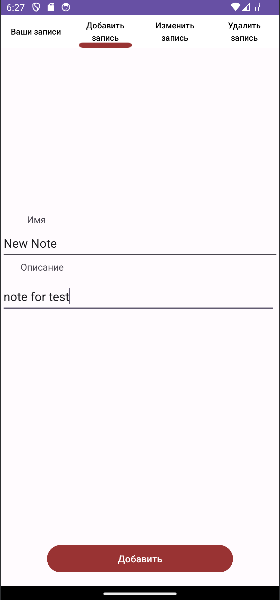 6:27
Ваши записи
Добавить
запись
Изменить
запись
Удалить
запись
Имя
New Note
Описание
note for test
Добавить